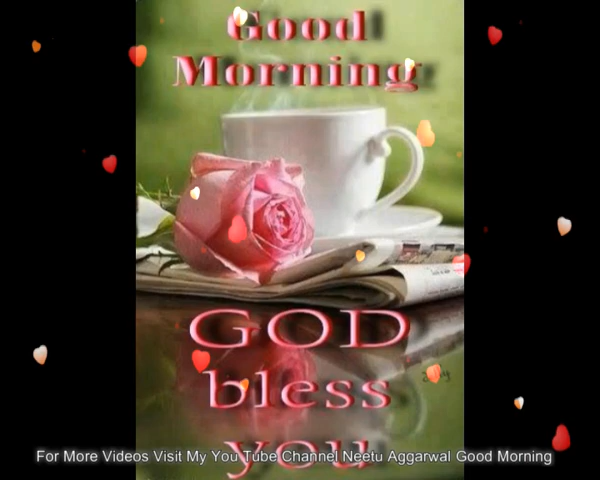 Good
Morning
GOD
bless
you
For More Videos Visit My You Tube Channel Neetu Aggarwal Good Morning